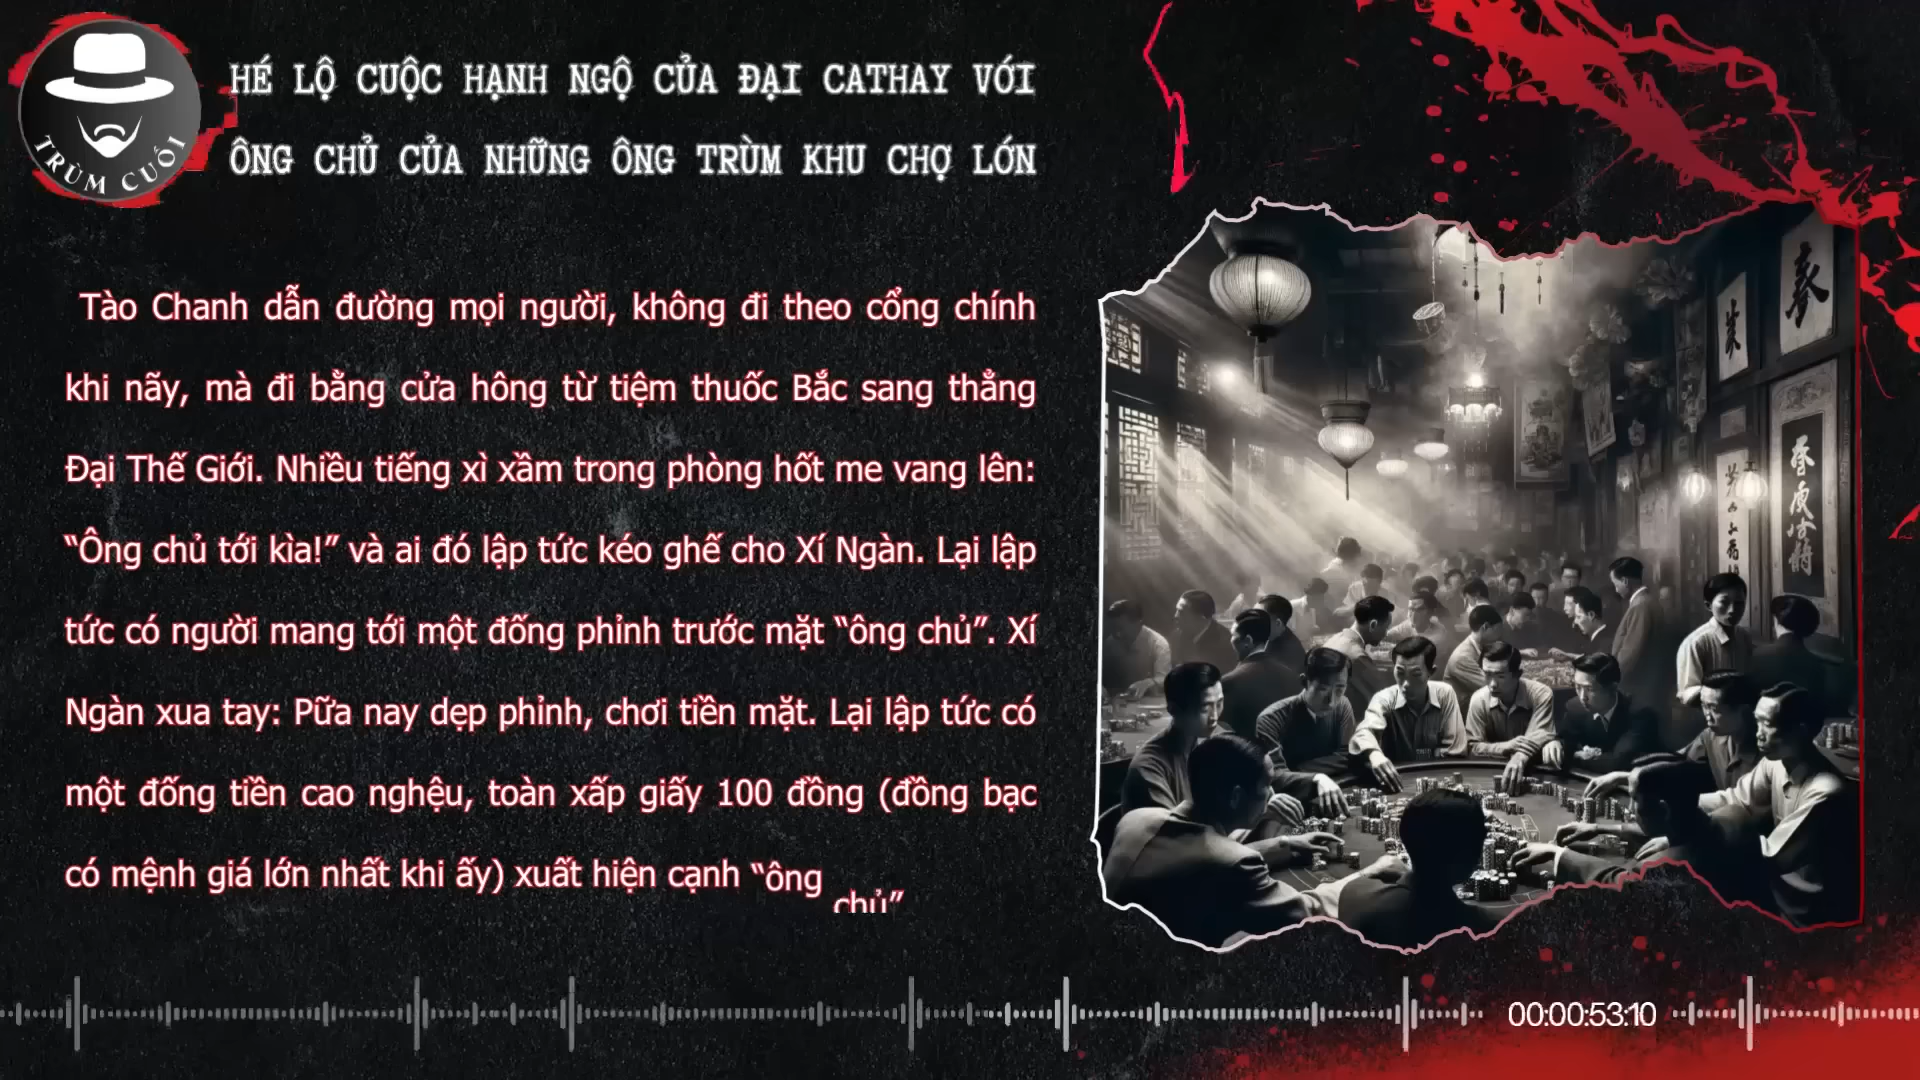 TRÙM CUỐI
HÉ LỘ CUỘC HẠNH NGỘ CỦA ĐẠI CATHAY VỚI
ÔNG CHỦ CỦA NHỮNG ÔNG TRÙM KHU CHỢ LỚN
Tào Chanh dẫn đường mọi người, không đi theo cổng chính
khi nãy, mà đi bằng cửa hông từ tiệm thuốc Bắc sang thẳng
Đại Thế Giới. Nhiều tiếng xì xầm trong phòng hốt me vang lên:
“Ông chủ tới kìa!” và ai đó lập tức kéo ghế cho Xí Ngàn. Lại lập
tức có người mang tới một đống phỉnh trước mặt “ông chủ”. Xí
Ngàn xua tay: Pữa nay dẹp phỉnh, chơi tiền mặt. Lại lập tức có
một đống tiền cao nghệu, toàn xấp giấy 100 đồng (đồng bạc
có mệnh giá lớn nhất khi ấy) xuất hiện cạnh “ông
chủ”
00:00:53:10